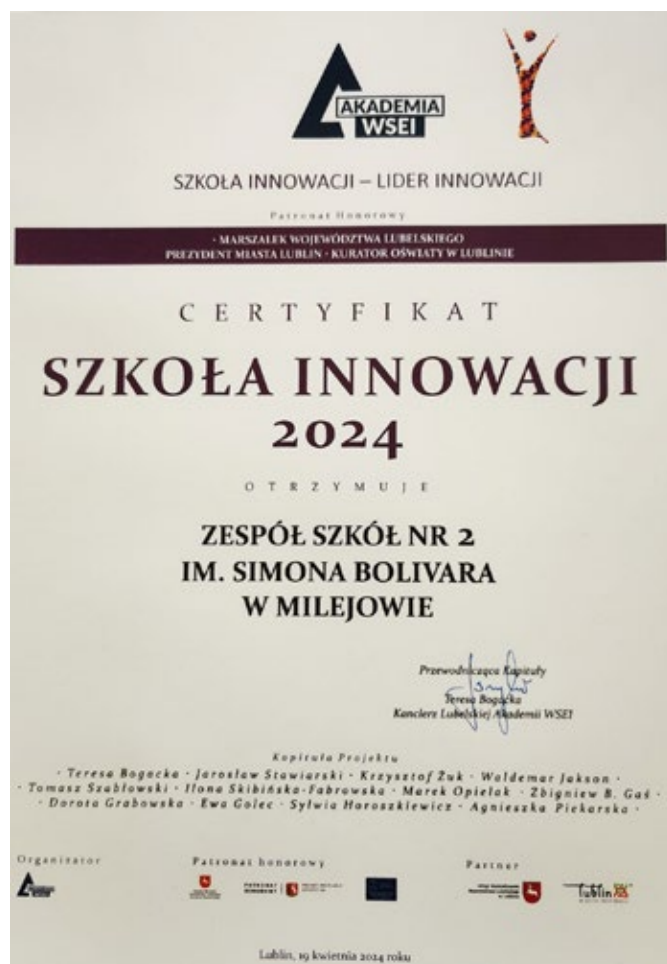 AKADEMIA
WSEI
SZKOŁA INNOWACJI – LIDER INNOWACJI
Patronat Honorowy
· MARSZAŁEK WOJEWÓDZTWA LUBELSKIEGO
PREZYDENT MIASTA LUBLIN · KURATOR OŚWIATY W LUBLINIE
CERTYFIKAT
SZKOŁA INNOWACJI
2024
OTRZYMUJE
ZESPÓŁ SZKÓŁ NR 2
IM. SIMONA BOLIVARA
W MILEJOWIE
Przewodnicząca Kapituły
Teresa Bogacka
Kanclerz Lubelskiej Akademii WSEI
Kapituła Projektu
· Teresa Bogacka · Jarosław Stawiarski · Krzysztof Żuk · Waldemar Jakson ·
· Tomasz Szabłowski · Ilona Skibińska-Fabrowska · Marek Opielak · Zbigniew B. Gaś ·
· Dorota Grabowska · Ewa Golec · Sylwia Haroszkiewicz · Agnieszka Piekarska ·
Organizator
Patronat honorowy
Partner
AKADEMIA
WSEI
lublin
Lublin, 19 kwietnia 2024 roku